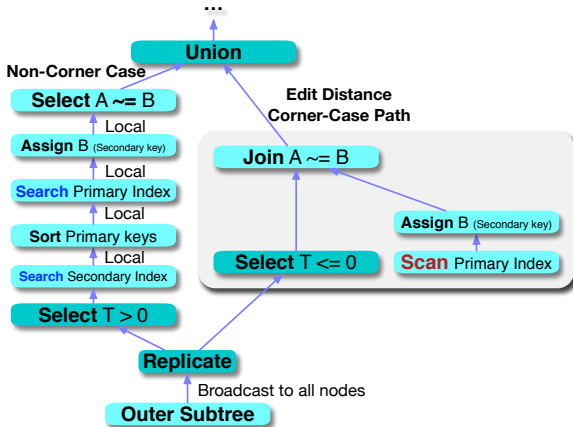 ...
Union
Non-Corner Case
Select A ~= B
Edit Distance
Corner-Case Path
Local
Assign B (Secondary key)
Join A ~= B
Local
Search Primary Index
Local
Assign B (Secondary key)
Sort Primary keys
Local
Select T <= 0
Scan Primary Index
Search Secondary Index
Select T > 0
Replicate
Broadcast to all nodes
Outer Subtree